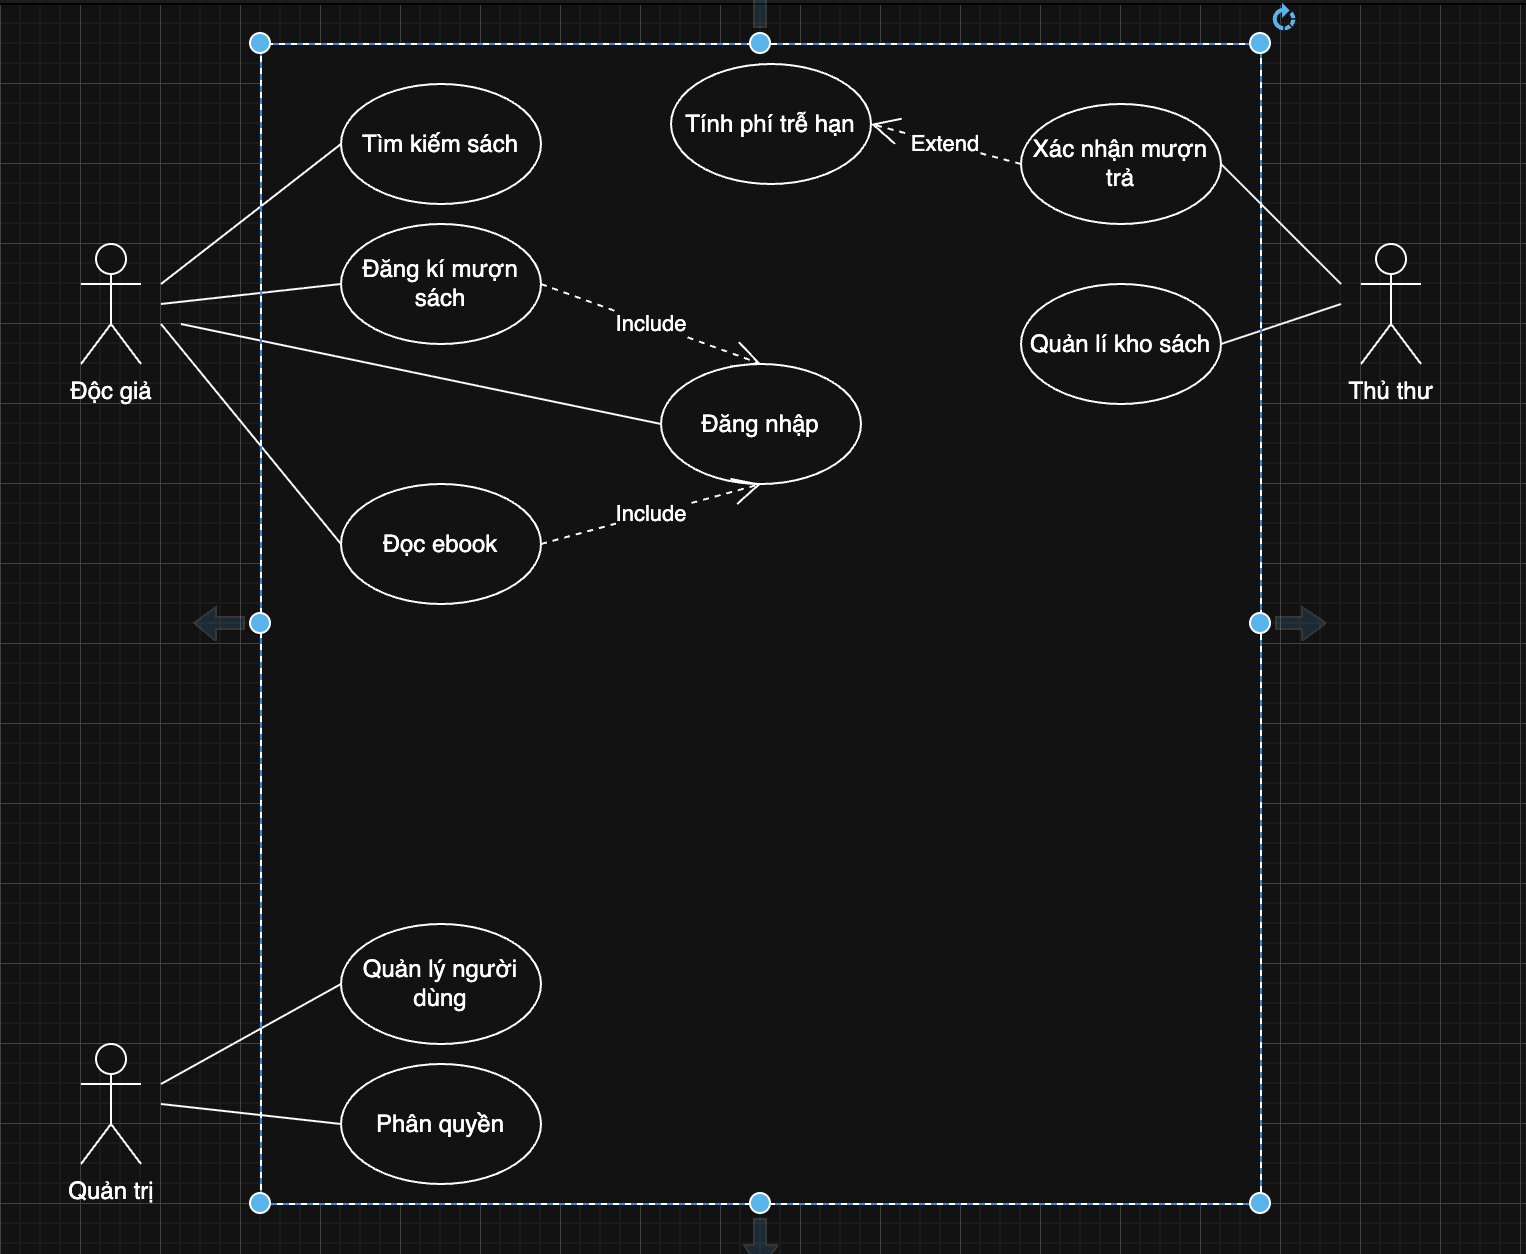 Tìm kiếm sách
Tính phí trễ hạn
Extend
Xác nhận mượn
trả
Đăng kí mượn
sách
Include
Quản lí kho sách
Độc giả
Thủ thư
Đăng nhập
Include
Đọc ebook
Quản lý người
dùng
Phân quyền
Quản trị